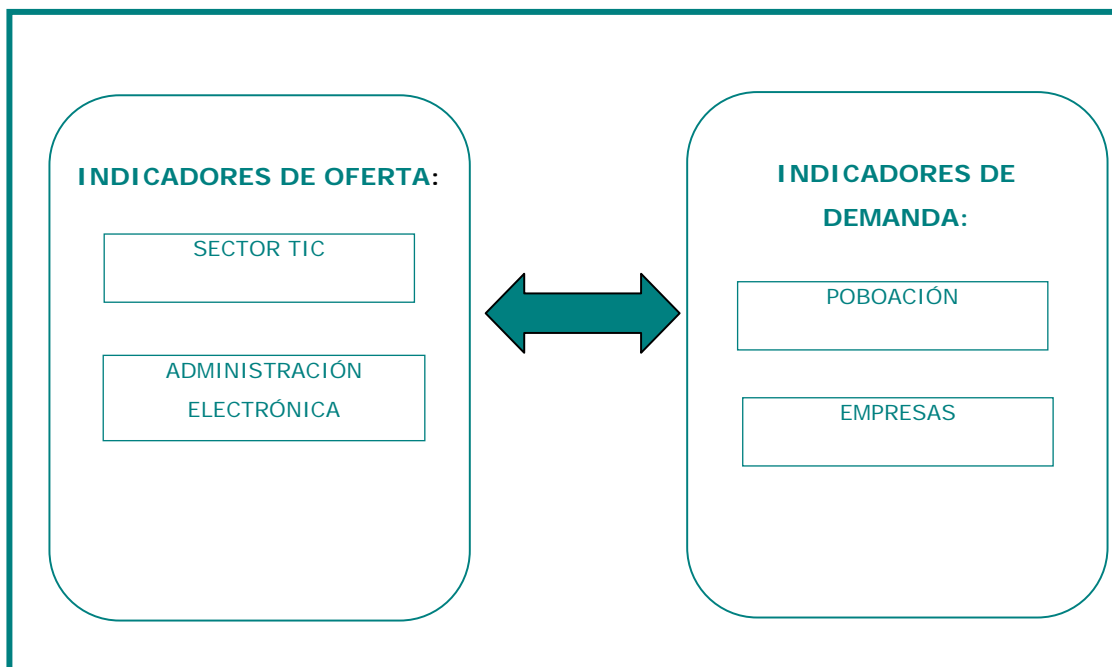 INDICADORES DE OFERTA:
SECTOR TIC
ADMINISTRACIÓN
ELECTRÓNICA
INDICADORES DE
DEMANDA:
POBOACIÓN
EMPRESAS